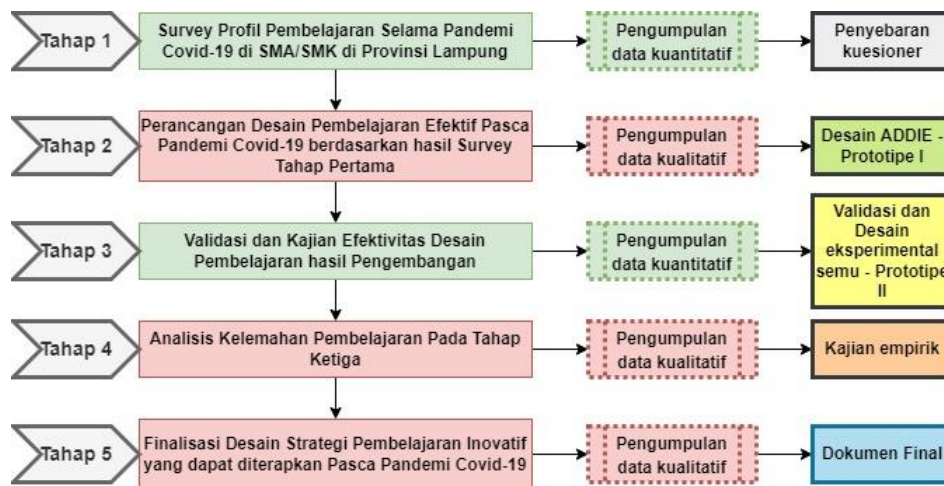 Tahap 1
Survey Profil Pembelajaran Selama Pandemi
Covid-19 di SMA/SMK di Provinsi Lampung
Pengumpulan
data kuantitatif
Penyebaran
kuesioner
Tahap 2
Perancangan Desain Pembelajaran Efektif Pasca
Pandemi Covid-19 berdasarkan hasil Survey
Tahap Pertama
Pengumpulan
data kualitatif
Desain ADDIE -
Prototipe I
Tahap 3
Validasi dan Kajian Efektivitas Desain
Pembelajaran hasil Pengembangan
Pengumpulan
data kuantitatif
Validasi dan
Desain
eksperimental
semu - Prototipe
II
Tahap 4
Analisis Kelemahan Pembelajaran Pada Tahap
Ketiga
Pengumpulan
data kualitatif
Kajian empirik
Tahap 5
Finalisasi Desain Strategi Pembelajaran Inovatif
yang dapat diterapkan Pasca Pandemi Covid-19
Pengumpulan
data kualitatif
Dokumen Final